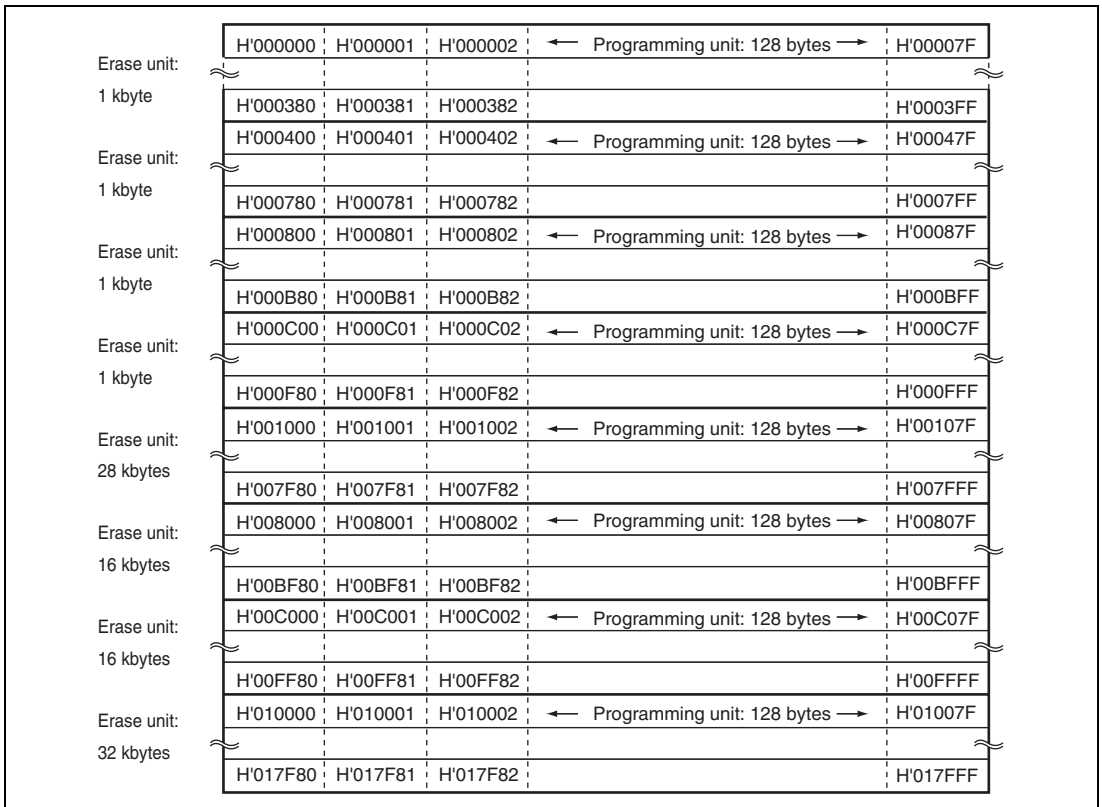 H'000000 H'000001 H'000002 ← Programming unit: 128 bytes → H'00007F
Erase unit:
1 kbyte
H'000380 H'000381 H'000382 H'0003FF
H'000400 H'000401 H'000402 ← Programming unit: 128 bytes → H'00047F
Erase unit:
1 kbyte
H'000780 H'000781 H'000782 H'0007FF
H'000800 H'000801 H'000802 ← Programming unit: 128 bytes → H'00087F
Erase unit:
1 kbyte
H'000B80 H'000B81 H'000B82 H'000BFF
H'000C00 H'000C01 H'000C02 ← Programming unit: 128 bytes → H'000C7F
Erase unit:
1 kbyte
H'000F80 H'000F81 H'000F82 H'000FFF
H'001000 H'001001 H'001002 ← Programming unit: 128 bytes → H'00107F
Erase unit:
28 kbytes
H'007F80 H'007F81 H'007F82 H'007FFF
H'008000 H'008001 H'008002 ← Programming unit: 128 bytes → H'00807F
Erase unit:
16 kbytes
H'00BF80 H'00BF81 H'00BF82 H'00BFFF
H'00C000 H'00C001 H'00C002 ← Programming unit: 128 bytes → H'00C07F
Erase unit:
16 kbytes
H'00FF80 H'00FF81 H'00FF82 H'00FFFF
H'010000 H'010001 H'010002 ← Programming unit: 128 bytes → H'01007F
Erase unit:
32 kbytes
H'017F80 H'017F81 H'017F82 H'017FFF